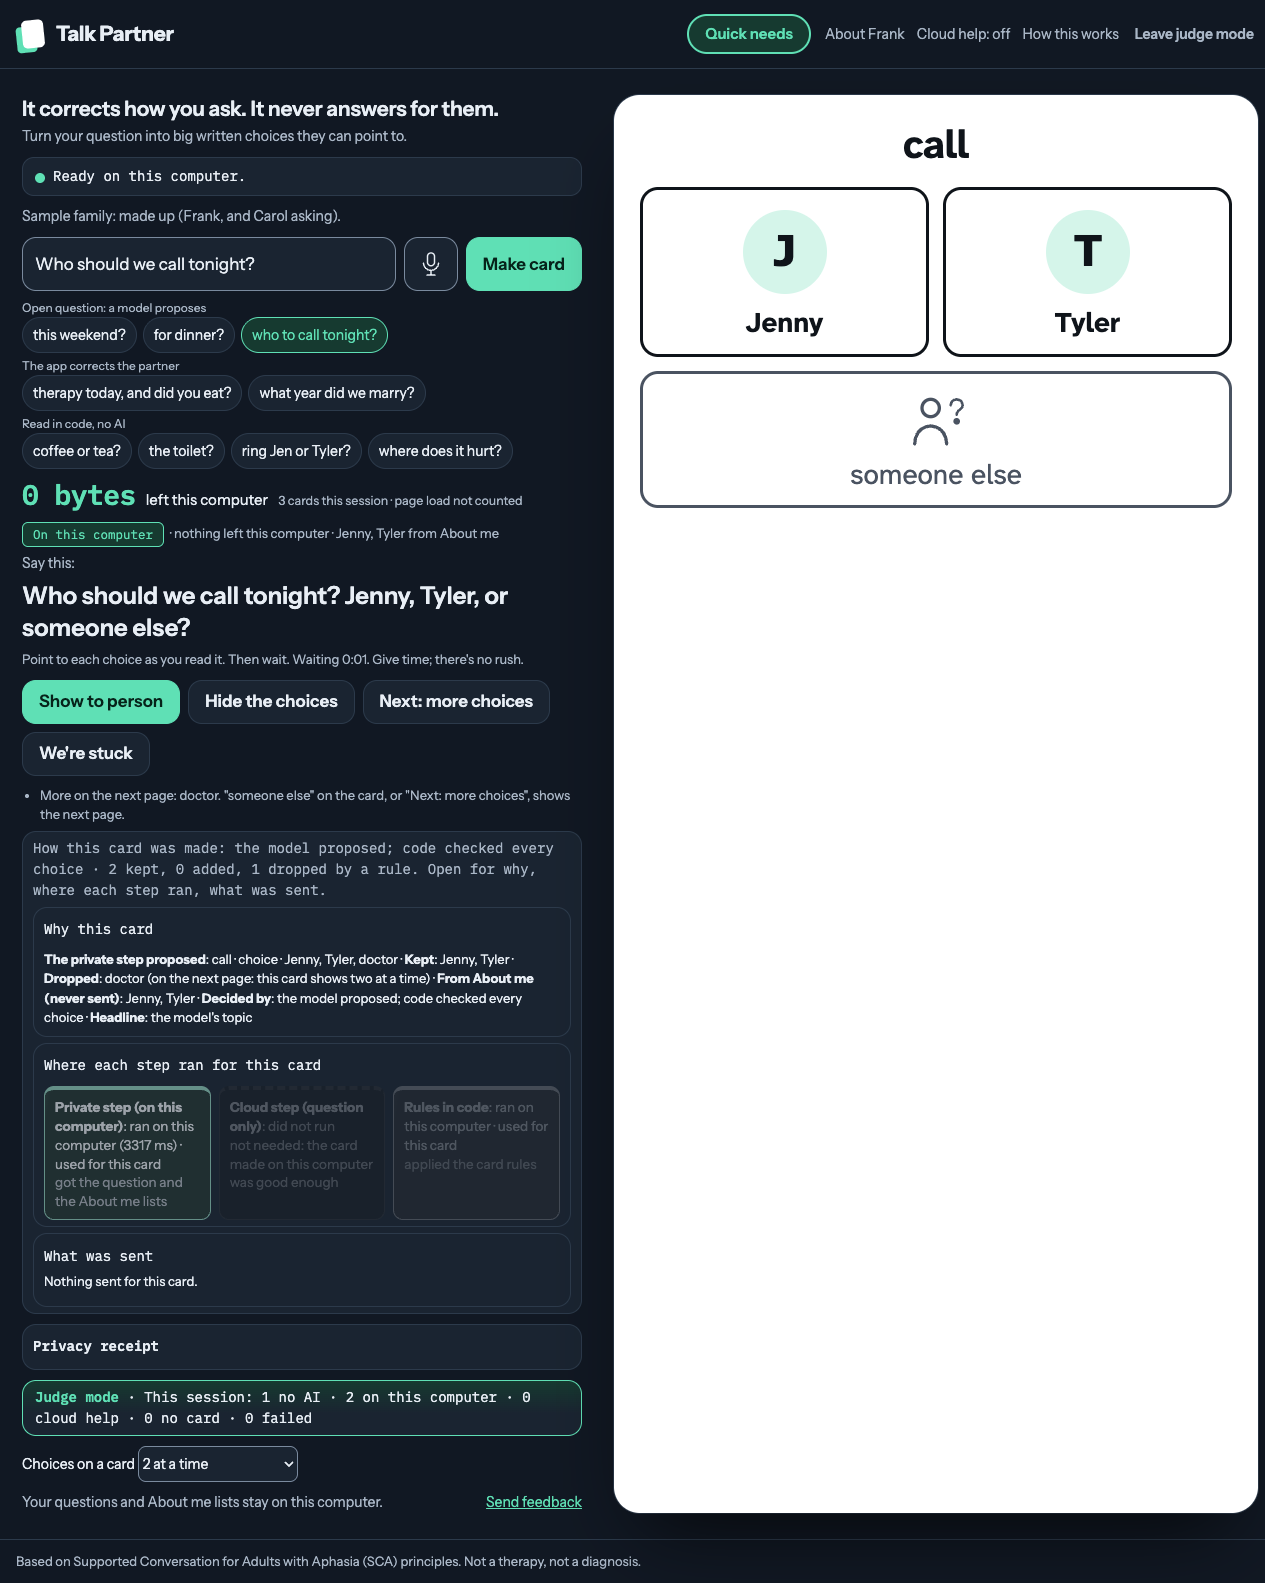 Talk Partner
Quick needs
About Frank
Cloud help: off
How this works
Leave judge mode
It corrects how you ask. It never answers for them.
Turn your question into big written choices they can point to.
Ready on this computer.
Sample family: made up (Frank, and Carol asking).
Who should we call tonight?
Make card
Open question: a model proposes
this weekend?
for dinner?
who to call tonight?
The app corrects the partner
therapy today, and did you eat?
what year did we marry?
Read in code, no AI
coffee or tea?
the toilet?
ring Jen or Tyler?
where does it hurt?
0 bytes left this computer 3 cards this session · page load not counted
On this computer · nothing left this computer · Jenny, Tyler from About me
Say this:
Who should we call tonight? Jenny, Tyler, or
someone else?
Point to each choice as you read it. Then wait. Waiting 0:01. Give time; there's no rush.
Show to person
Hide the choices
Next: more choices
We're stuck
• More on the next page: doctor. "someone else" on the card, or "Next: more choices", shows
the next page.
How this card was made: the model proposed; code checked every
choice · 2 kept, 0 added, 1 dropped by a rule. Open for why,
where each step ran, what was sent.
Why this card
The private step proposed: call · choice · Jenny, Tyler, doctor · Kept: Jenny, Tyler ·
Dropped: doctor (on the next page: this card shows two at a time) · From About me
(never sent): Jenny, Tyler · Decided by: the model proposed; code checked every
choice · Headline: the model's topic
Where each step ran for this card
Private step (on this
computer): ran on this
computer (3317 ms) ·
used for this card
got the question and
the About me lists
Cloud step (question
only): did not run
not needed: the card
made on this computer
was good enough
Rules in code: ran on
this computer · used for
this card
applied the card rules
What was sent
Nothing sent for this card.
Privacy receipt
Judge mode · This session: 1 no AI · 2 on this computer · 0
cloud help · 0 no card · 0 failed
Choices on a card 2 at a time
Your questions and About me lists stay on this computer.
Send feedback
call
J
Jenny
T
Tyler
?
someone else
Based on Supported Conversation for Adults with Aphasia (SCA) principles. Not a therapy, not a diagnosis.